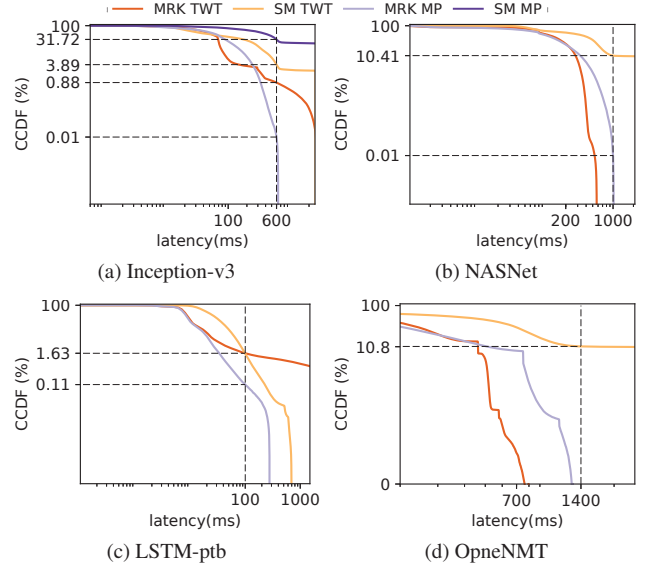 MRK TWT SM TWT MRK MP SM MP
100
31.72
3.89
0.88
0.01
CCDF (%)
100 600
latency(ms)
(a) Inception-v3
100
10.41
0.01
CCDF (%)
200 1000
latency(ms)
(b) NASNet
100
1.63
0.11
CCDF (%)
100 1000
latency(ms)
(c) LSTM-ptb
100
10.8
0
CCDF (%)
700 1400
latency(ms)
(d) OpneNMT